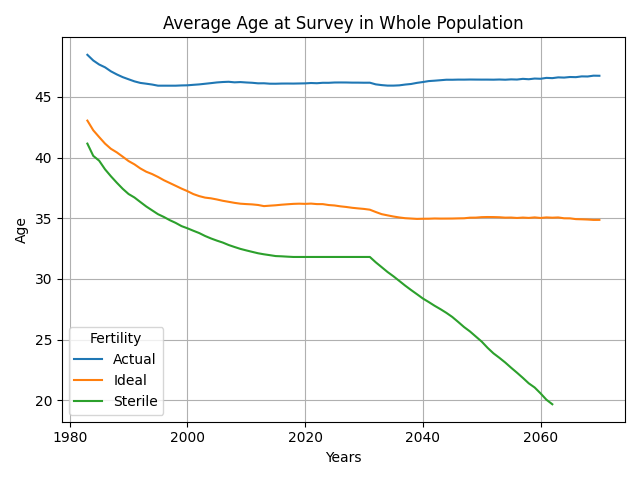 Average Age at Survey in Whole Population
Age
45
40
35
30
25
20
Fertility
Actual
Ideal
Sterile
1980
2000
2020
2040
2060
Years